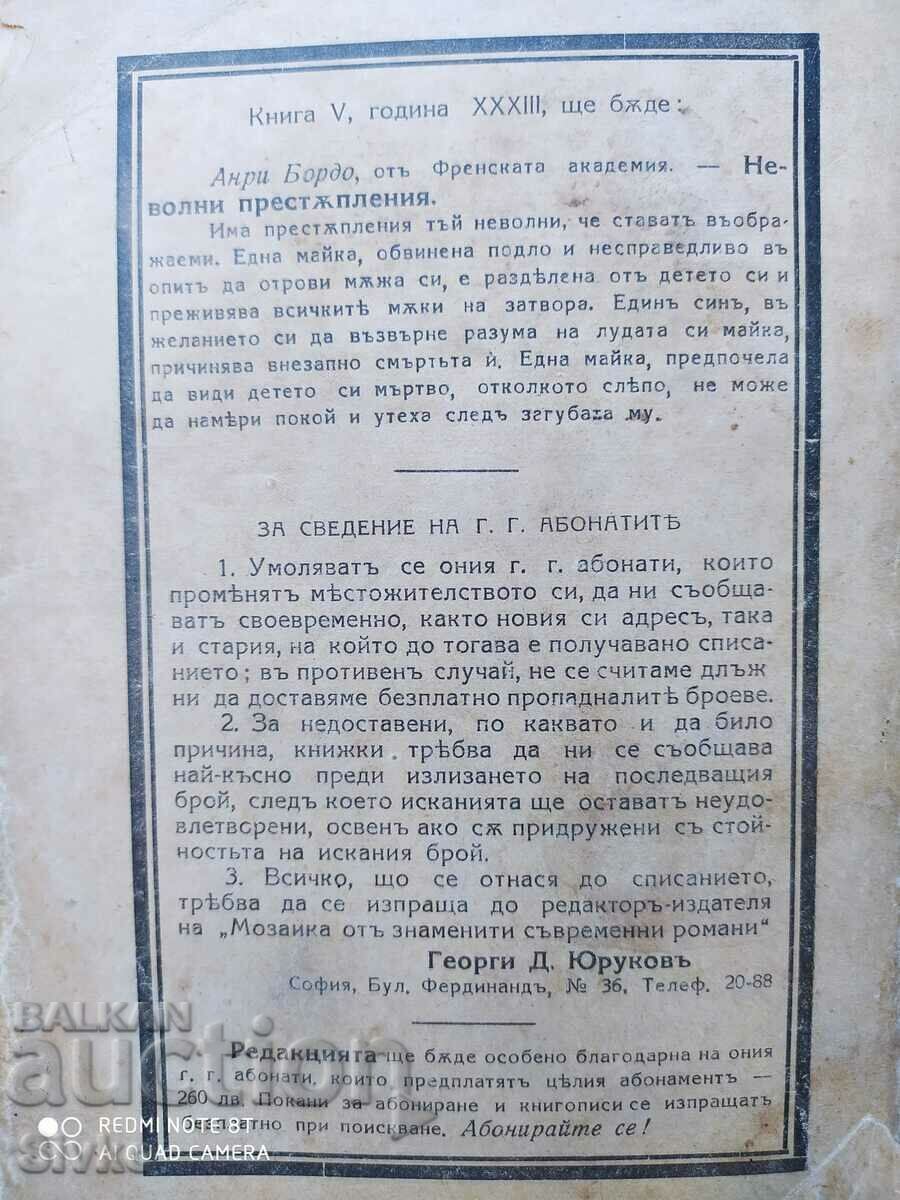 Книга V, година XXXIII, ще бѫде:
Анри Бордо, отъ Френската академия. — Не-
волни престѫпления.
Има престѫпления тъй неволни, че ставатъ въобра-
жаеми. Една майка, обвинена подло и несправедливо въ
опитъ да отрови мѫжа си, е раздѣлена отъ детето си и
преживява всичкитѣ мѫки на затвора. Единъ синъ, въ
желанието си да възвърне разума на лудата си майка,
причинява внезапно смъртьта ѝ. Една майка, предпочела
да види детето си мъртво, отколкото слѣпо, не може
да намѣри покой и утеха следъ загубата му.
ЗА СВЕДЕНИЕ НА Г. Г. АБОНАТИТѢ
1. Умоляватъ се ония г. г. абонати, които
промѣнятъ мѣстожителството си, да ни съобща-
ватъ своевременно, както новия си адресъ, така
и стария, на който до тогава е получавано списа-
нието; въ противенъ случай, не се считаме длъж
ни да доставяме безплатно пропадналитѣ броеве.
2. За недоставени, по каквато и да било
причина, книжки трѣбва да ни се съобщава
най-късно преди излизането на последващия
брой, следъ което исканията ще оставатъ неудо-
влетворени, освенъ ако сѫ придружени съ стой-
ностьта на искания брой.
3. Всичко, що се отнася до списанието,
трѣбва да се изпраща до редакторъ-издателя
на „Мозайка отъ знаменити съвременни романи“
Георги Д. Юруковъ
София, Бул. Фердинандъ, № 36. Телеф. 20-88
Редакцията ще бѫде особено благодарна на ония
г. г. абонати, които предплатятъ целия абонаментъ —
260 лв. Покани за абониране и книгописи се изпращатъ
безплатно при поискване. Абонирайте се!
BALKAN
auction
REDMI NOTE 8T
AI QUAD CAMERA